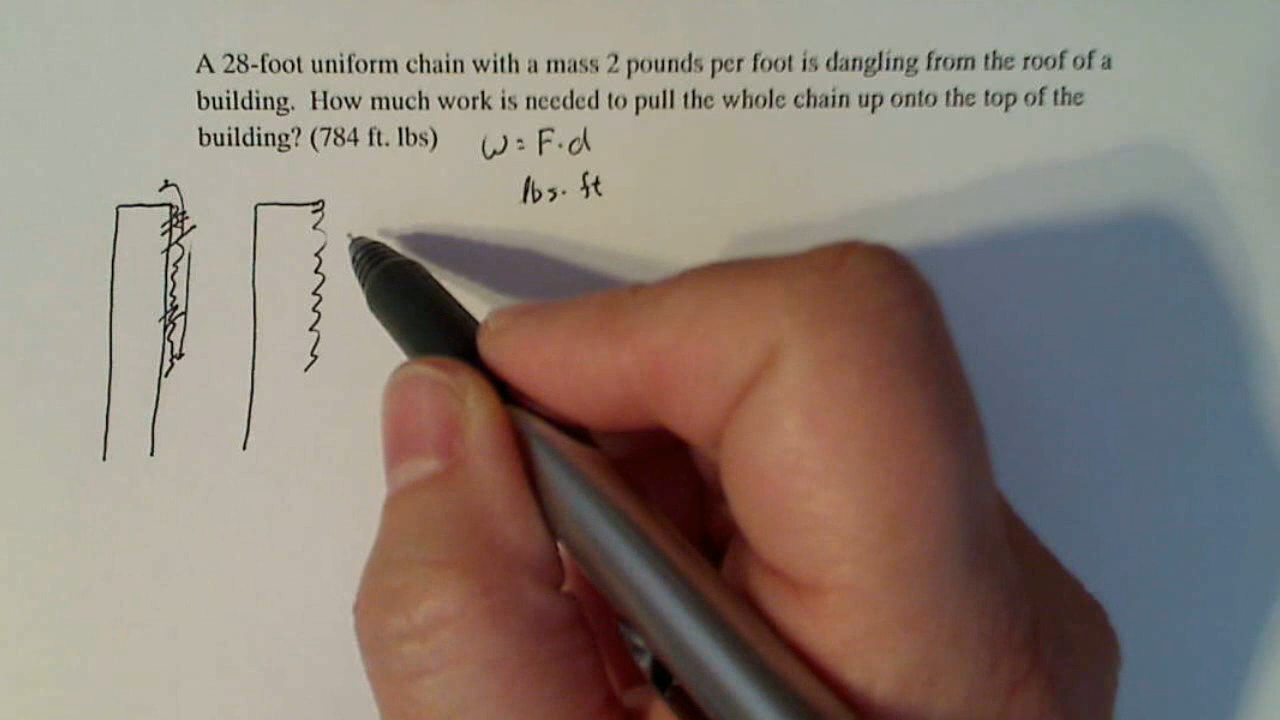 A 28-foot uniform chain with a mass 2 pounds per foot is dangling from the roof of a
building. How much work is needed to pull the whole chain up onto the top of the
building? (784 ft. lbs)
W = F·d
lbs. ft